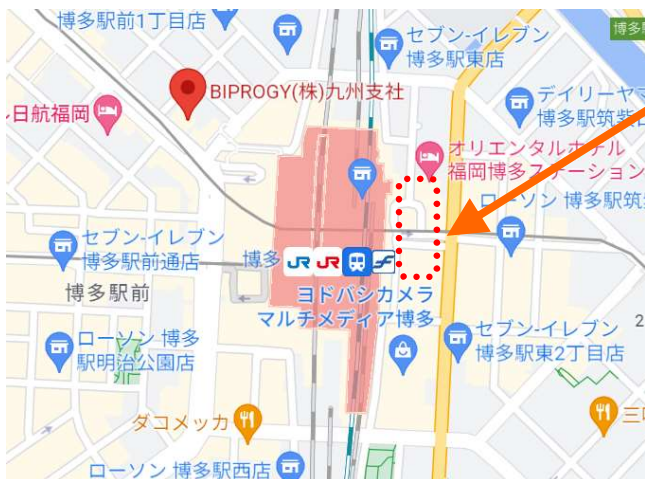 博多駅前1丁目店
セブン-イレブン
博多駅東店
博多
BIPROGY(株)九州支社
デイリーヤマ
博多駅筑紫
日航福岡
オリエンタルホテル
福岡博多ステーション
ローソン 博多駅筑
セブン-イレブン
博多駅前通店
博多
JR JR
博多駅前
ヨドバシカメラ
マルチメディア博多
ローソン 博多
駅明治公園店
セブン-イレブン
博多駅東2丁目店
2
ダコメッカ
三
ローソン 博多駅西店